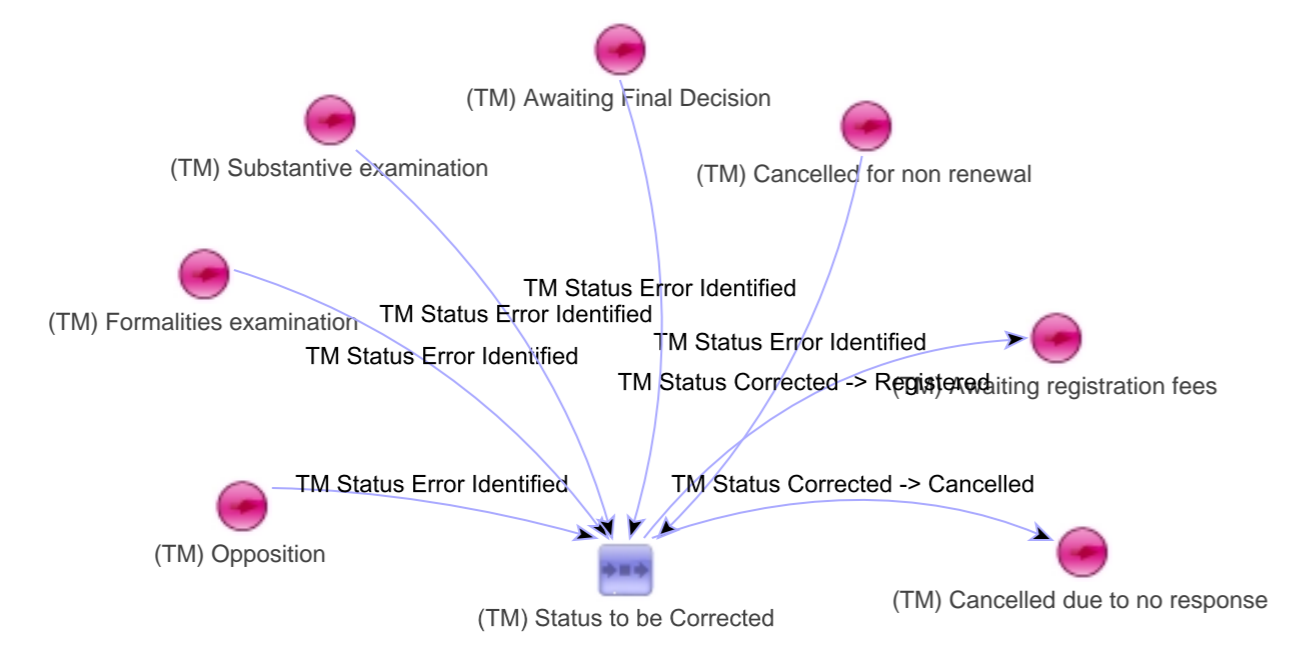 (TM) Awaiting Final Decision
(TM) Substantive examination
(TM) Cancelled for non renewal
TM Status Error Identified
TM Status Error Identified
(TM) Formalities examination
TM Status Error Identified
TM Status Error Identified
TM Status Corrected -> Registered
(TM) Awaiting registration fees
TM Status Error Identified
TM Status Corrected -> Cancelled
(TM) Opposition
(TM) Cancelled due to no response
(TM) Status to be Corrected